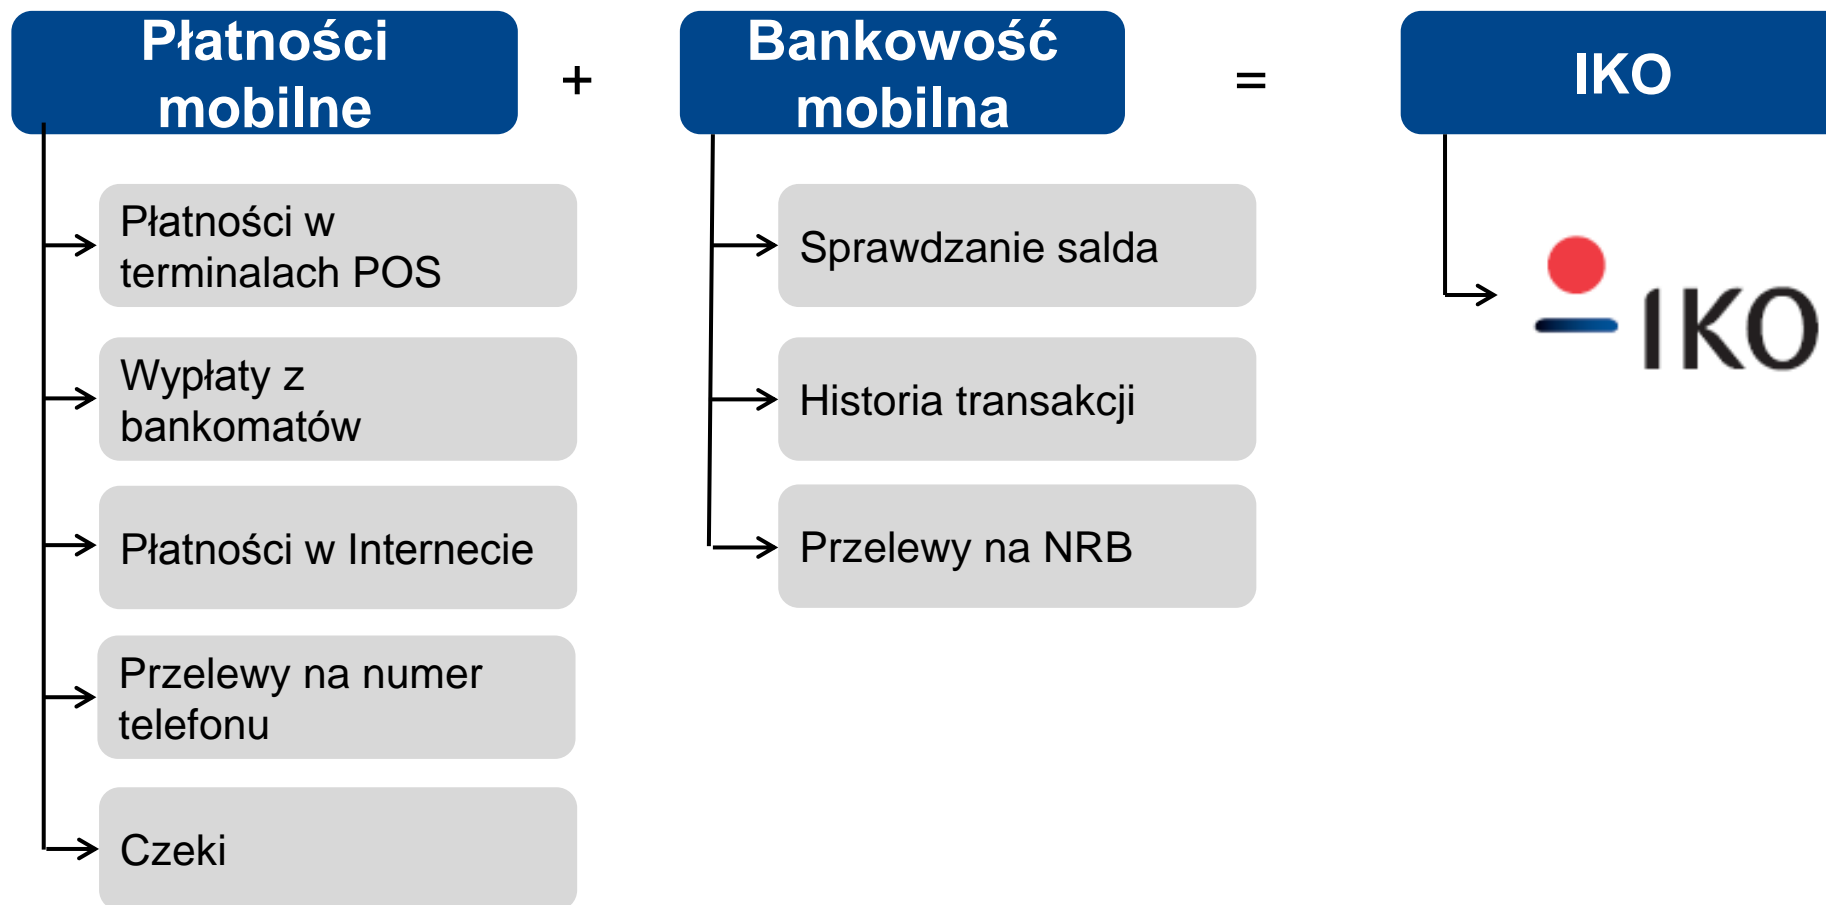 Płatności
mobilne
+
Bankowość
mobilna
=
IKO
Płatności w
terminalach POS
Wypłaty z
bankomatów
Płatności w Internecie
Przelewy na numer
telefonu
Czeki
Sprawdzanie salda
Historia transakcji
Przelewy na NRB
IKO